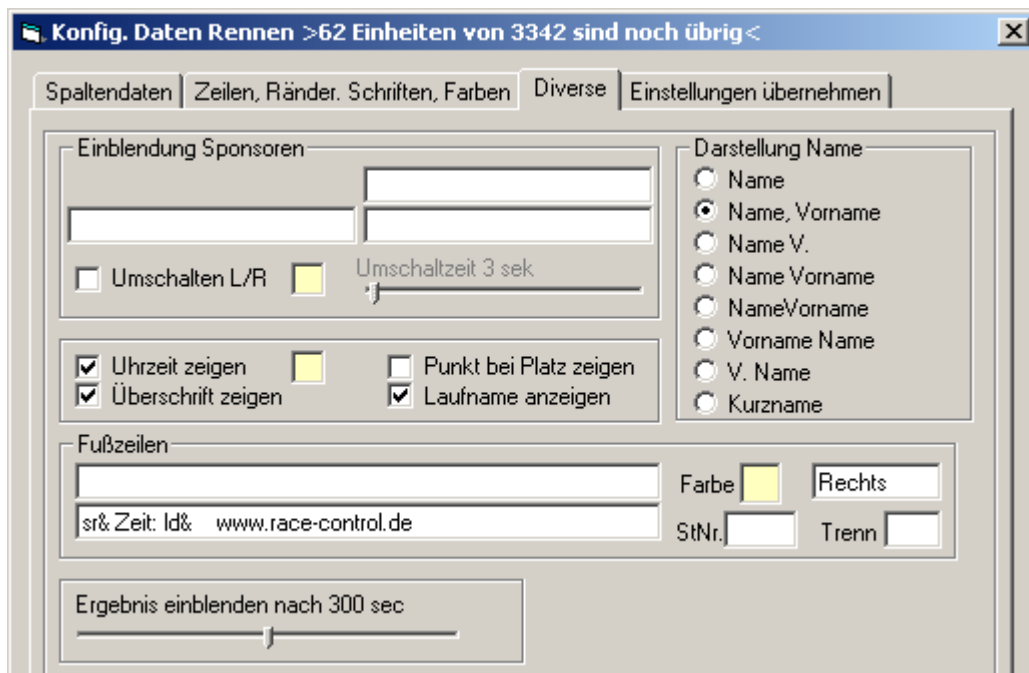 Konfig. Daten Rennen >62 Einheiten von 3342 sind noch übrig<
Spaltendaten Zeilen, Ränder. Schriften, Farben Diverse Einstellungen übernehmen
Einblendung Sponsoren
Umschalten L/R Umschaltzeit 3 sek
Uhrzeit zeigen Punkt bei Platz zeigen
Überschrift zeigen Laufname anzeigen
Darstellung Name
Name
Name, Vorname
Name V.
Name Vorname
NameVorname
Vorname Name
V. Name
Kurzname
Fußzeilen
Farbe Rechts
sr& Zeit: ld& www.race-control.de
StNr. Trenn
Ergebnis einblenden nach 300 sec